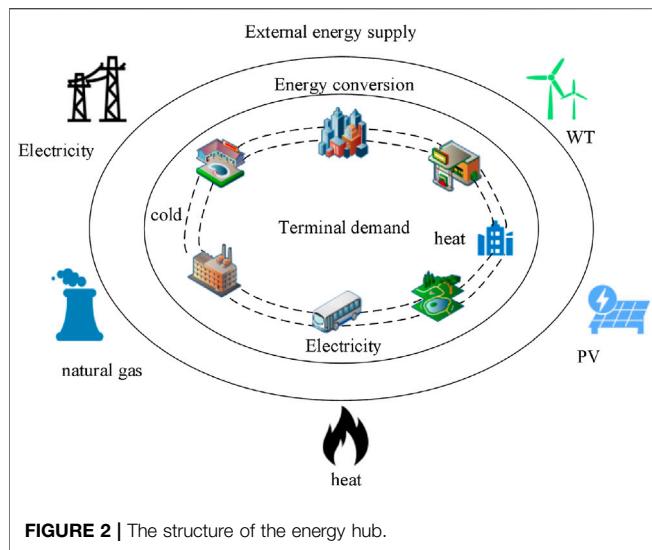 External energy supply
Energy conversion
Electricity
WT
cold
Terminal demand
heat
Electricity
natural gas
PV
heat
FIGURE 2 | The structure of the energy hub.